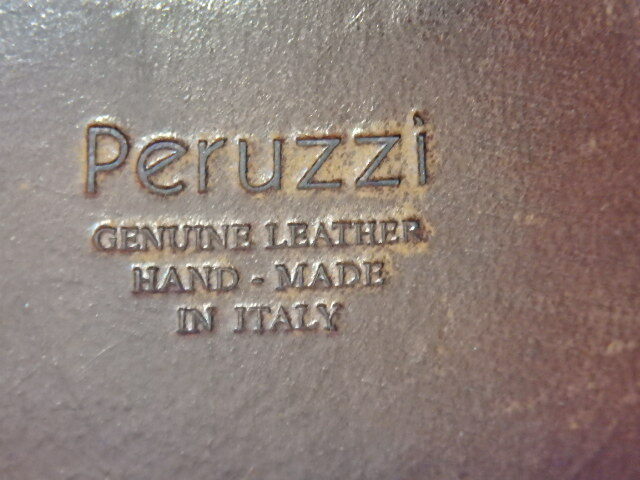 Peruzzi
GENUINE LEATHER
HAND - MADE
IN ITALY